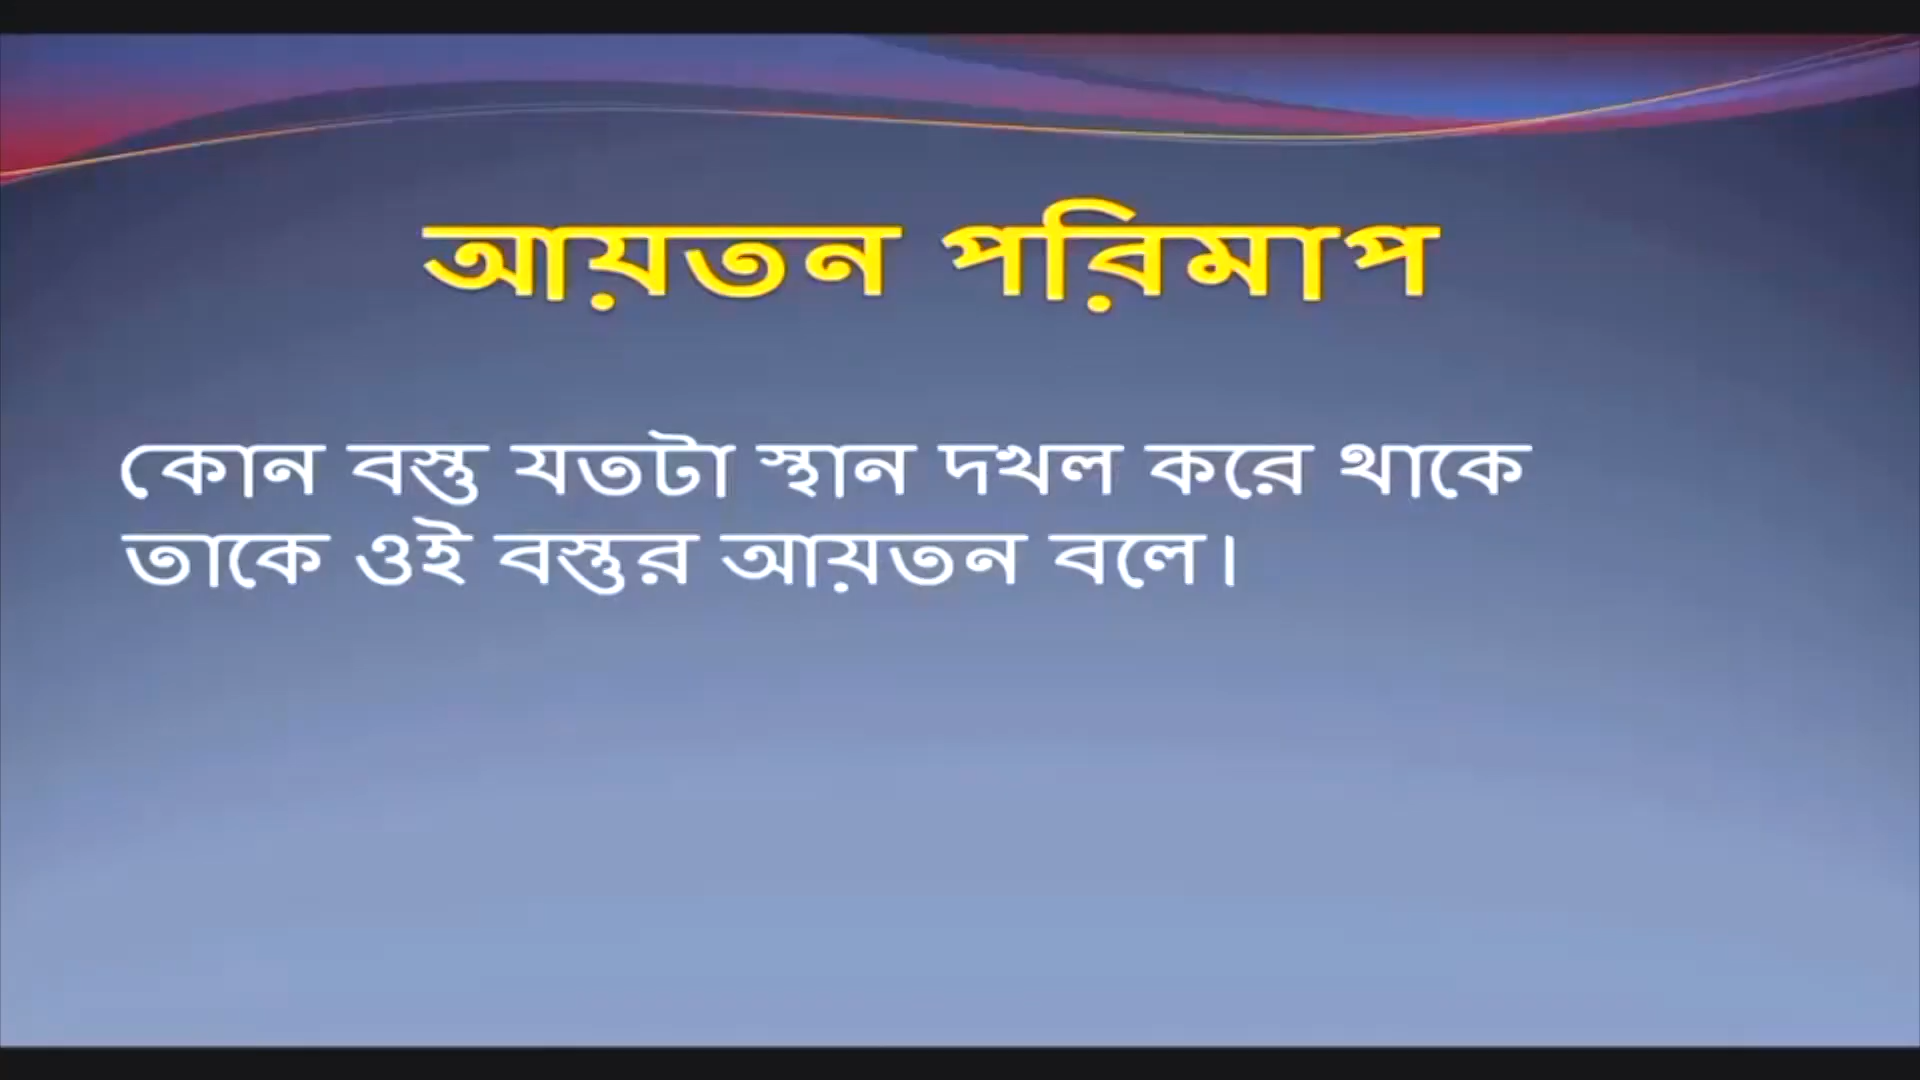 আয়তন পরিমাপ
কোন বস্তু যতটা স্থান দখল করে থাকে
তাকে ওই বস্তুর আয়তন বলে।